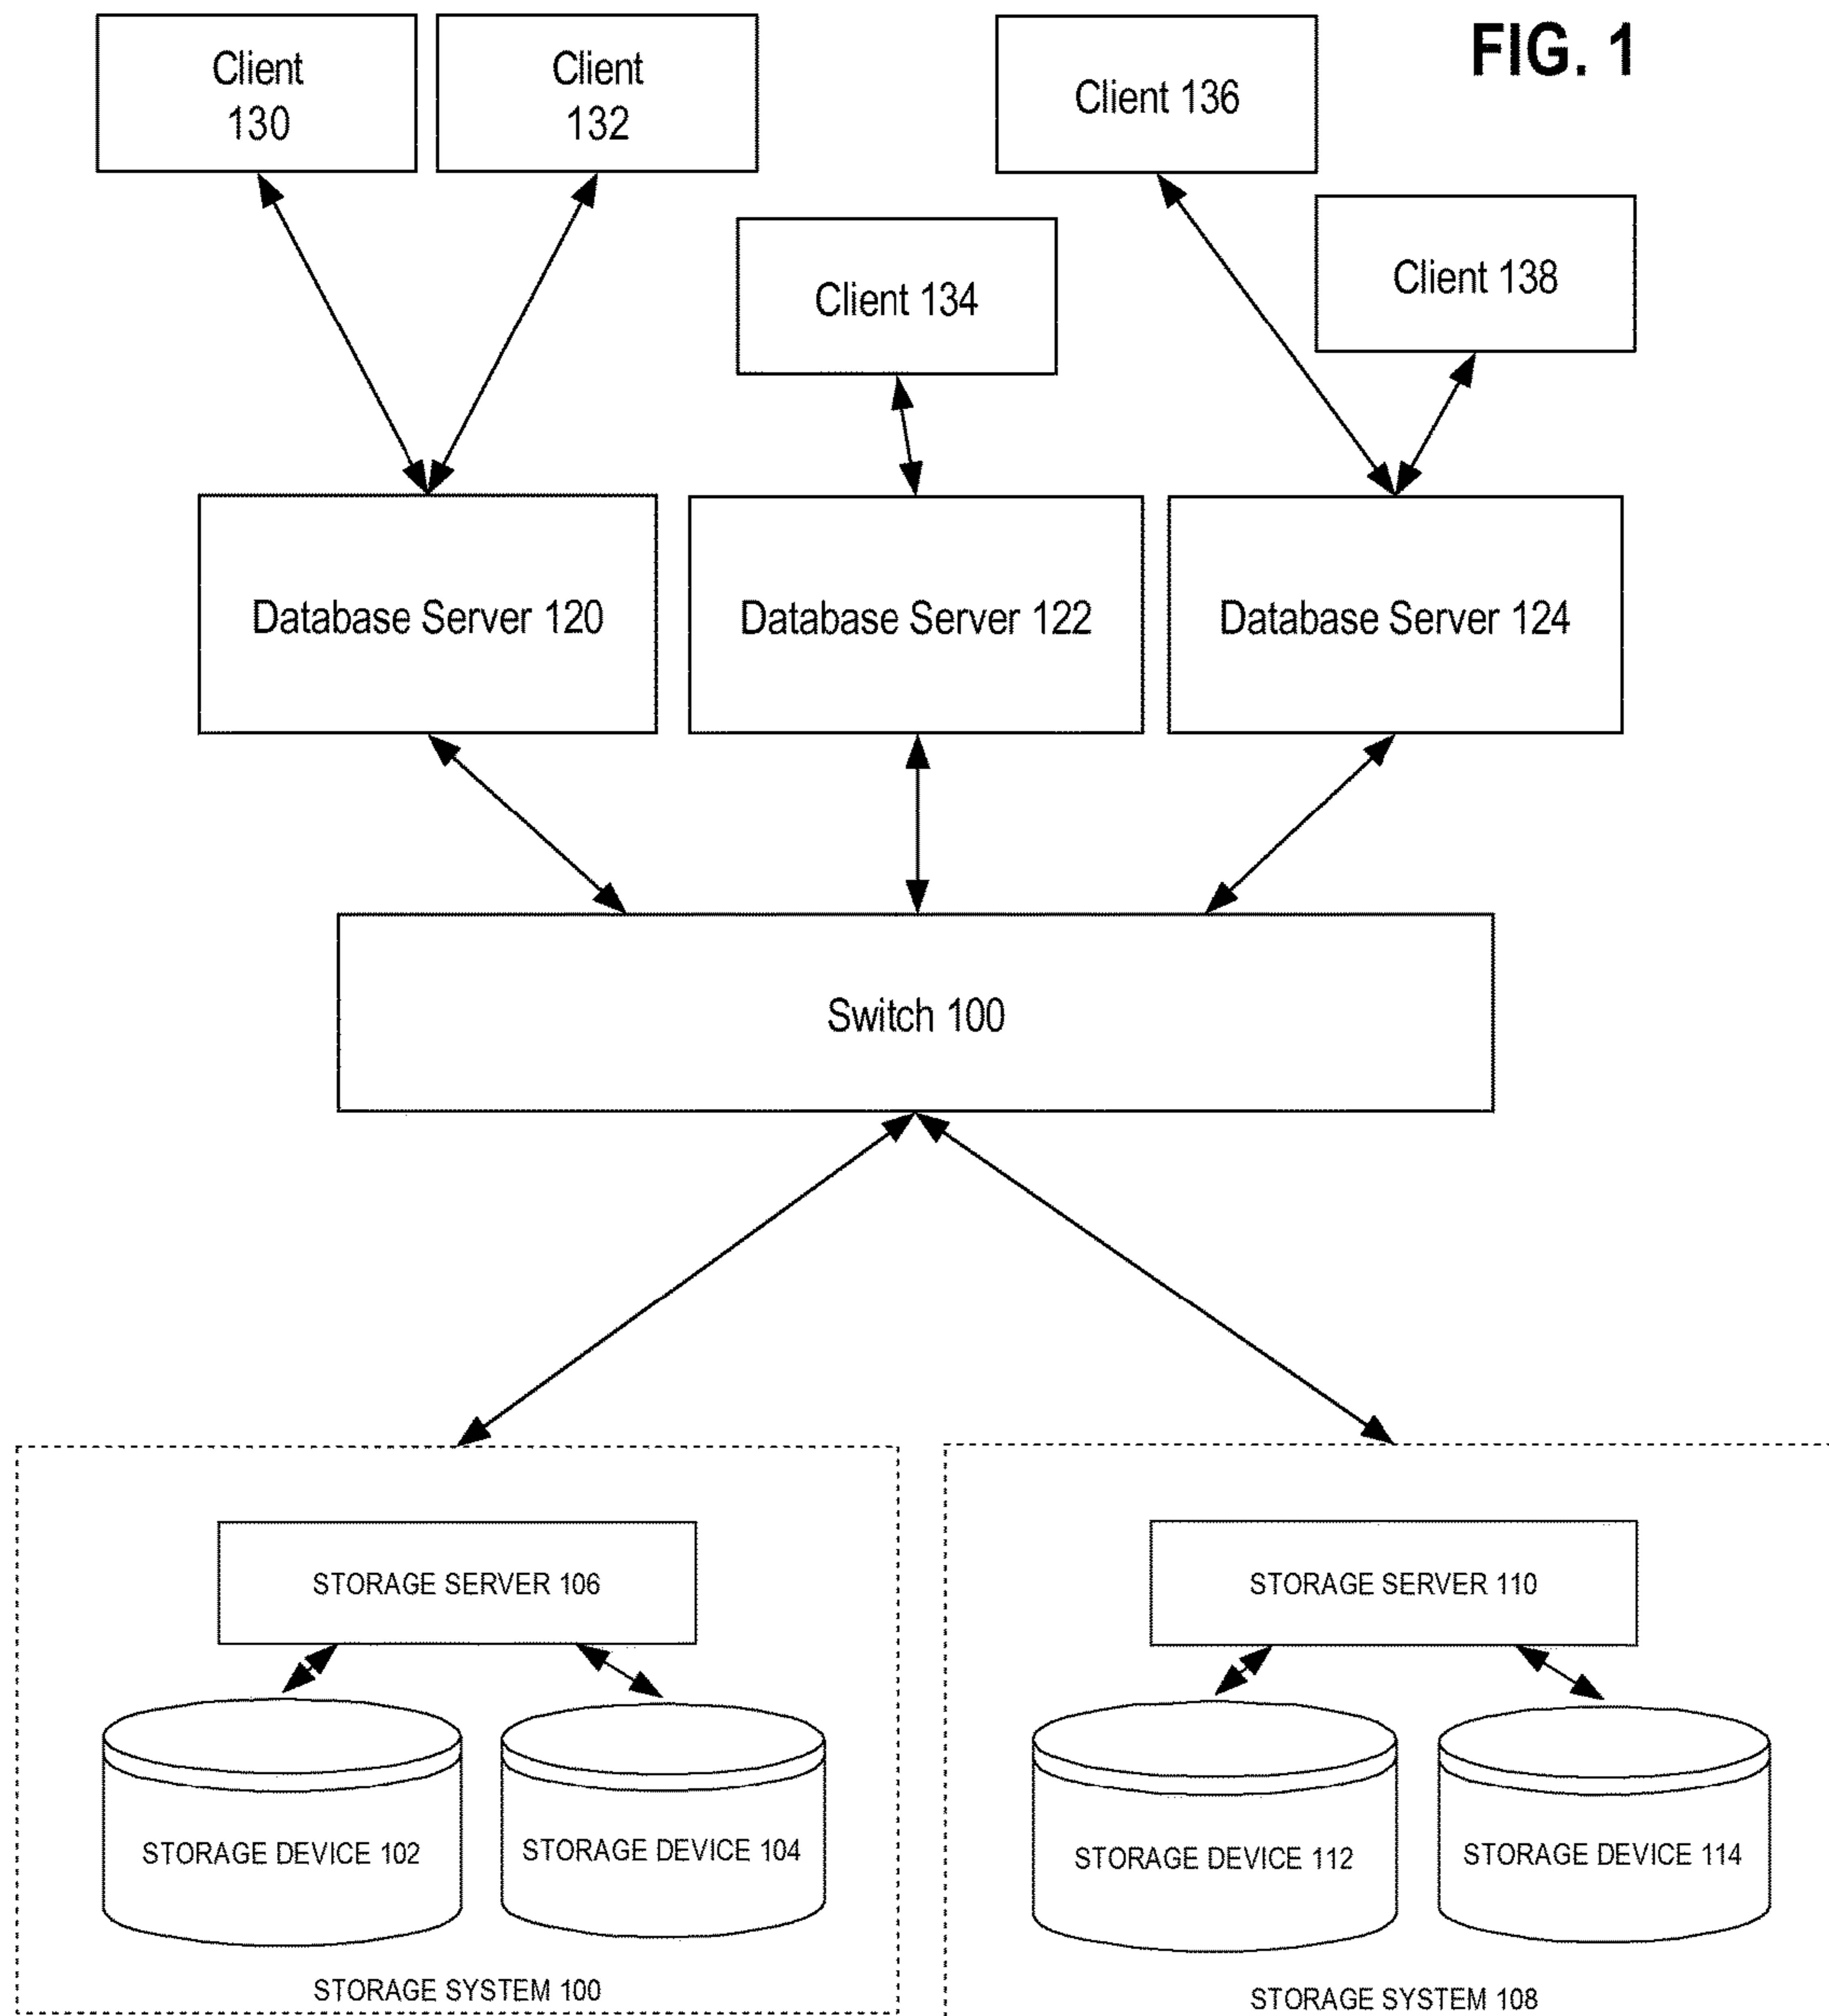 FIG. 1
Client
130
Client
132
Client 136
Client 134
Client 138
Database Server 120
Database Server 122
Database Server 124
Switch 100
STORAGE SERVER 106
STORAGE SERVER 110
STORAGE DEVICE 102
STORAGE DEVICE 104
STORAGE DEVICE 112
STORAGE DEVICE 114
STORAGE SYSTEM 100
STORAGE SYSTEM 108